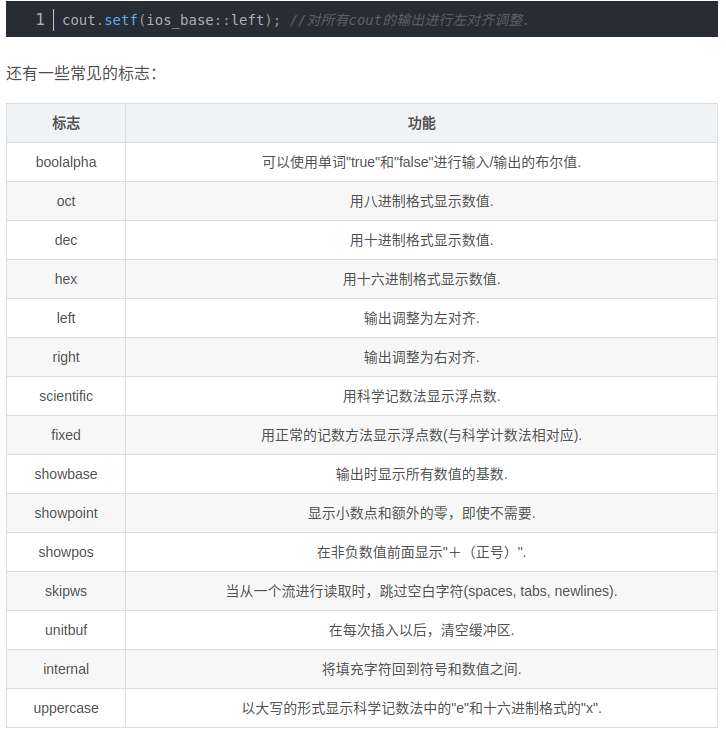 1 cout.setf(ios_base::left); //对所有cout的输出进行左对齐调整.
还有一些常见的标志：
标志 功能
boolalpha 可以使用单词"true"和"false"进行输入/输出的布尔值.
oct 用八进制格式显示数值.
dec 用十进制格式显示数值.
hex 用十六进制格式显示数值.
left 输出调整为左对齐.
right 输出调整为右对齐.
scientific 用科学记数法显示浮点数.
fixed 用正常的记数方法显示浮点数(与科学计数法相对应).
showbase 输出时显示所有数值的基数.
showpoint 显示小数点和额外的零，即使不需要.
showpos 在非负数值前面显示"＋（正号）".
skipws 当从一个流进行读取时，跳过空白字符(spaces, tabs, newlines).
unitbuf 在每次插入以后，清空缓冲区.
internal 将填充字符回到符号和数值之间.
uppercase 以大写的形式显示科学记数法中的"e"和十六进制格式的"x".